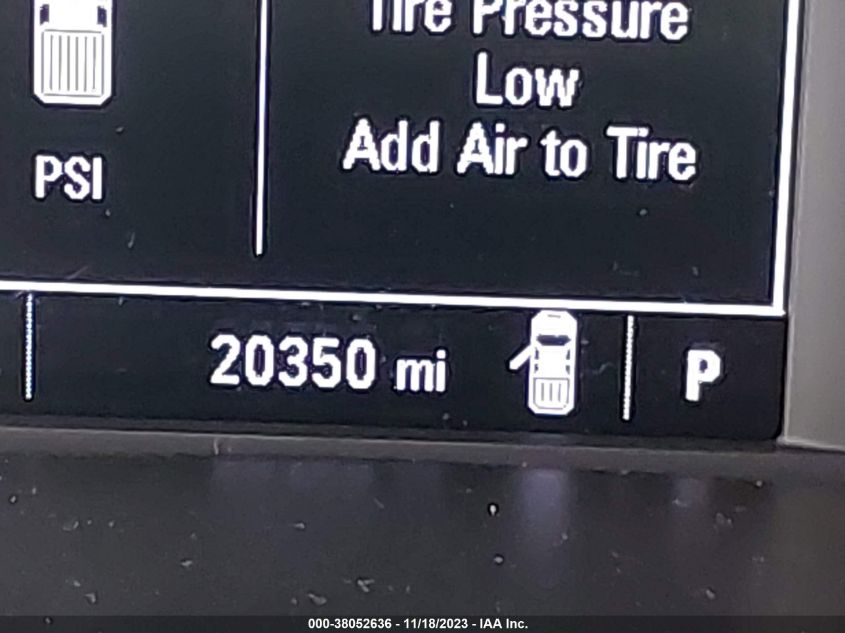 Tire Pressure
Low
Add Air to Tire
PSI
20350 mi
P
000-38052636 - 11/18/2023 - IAA Inc.